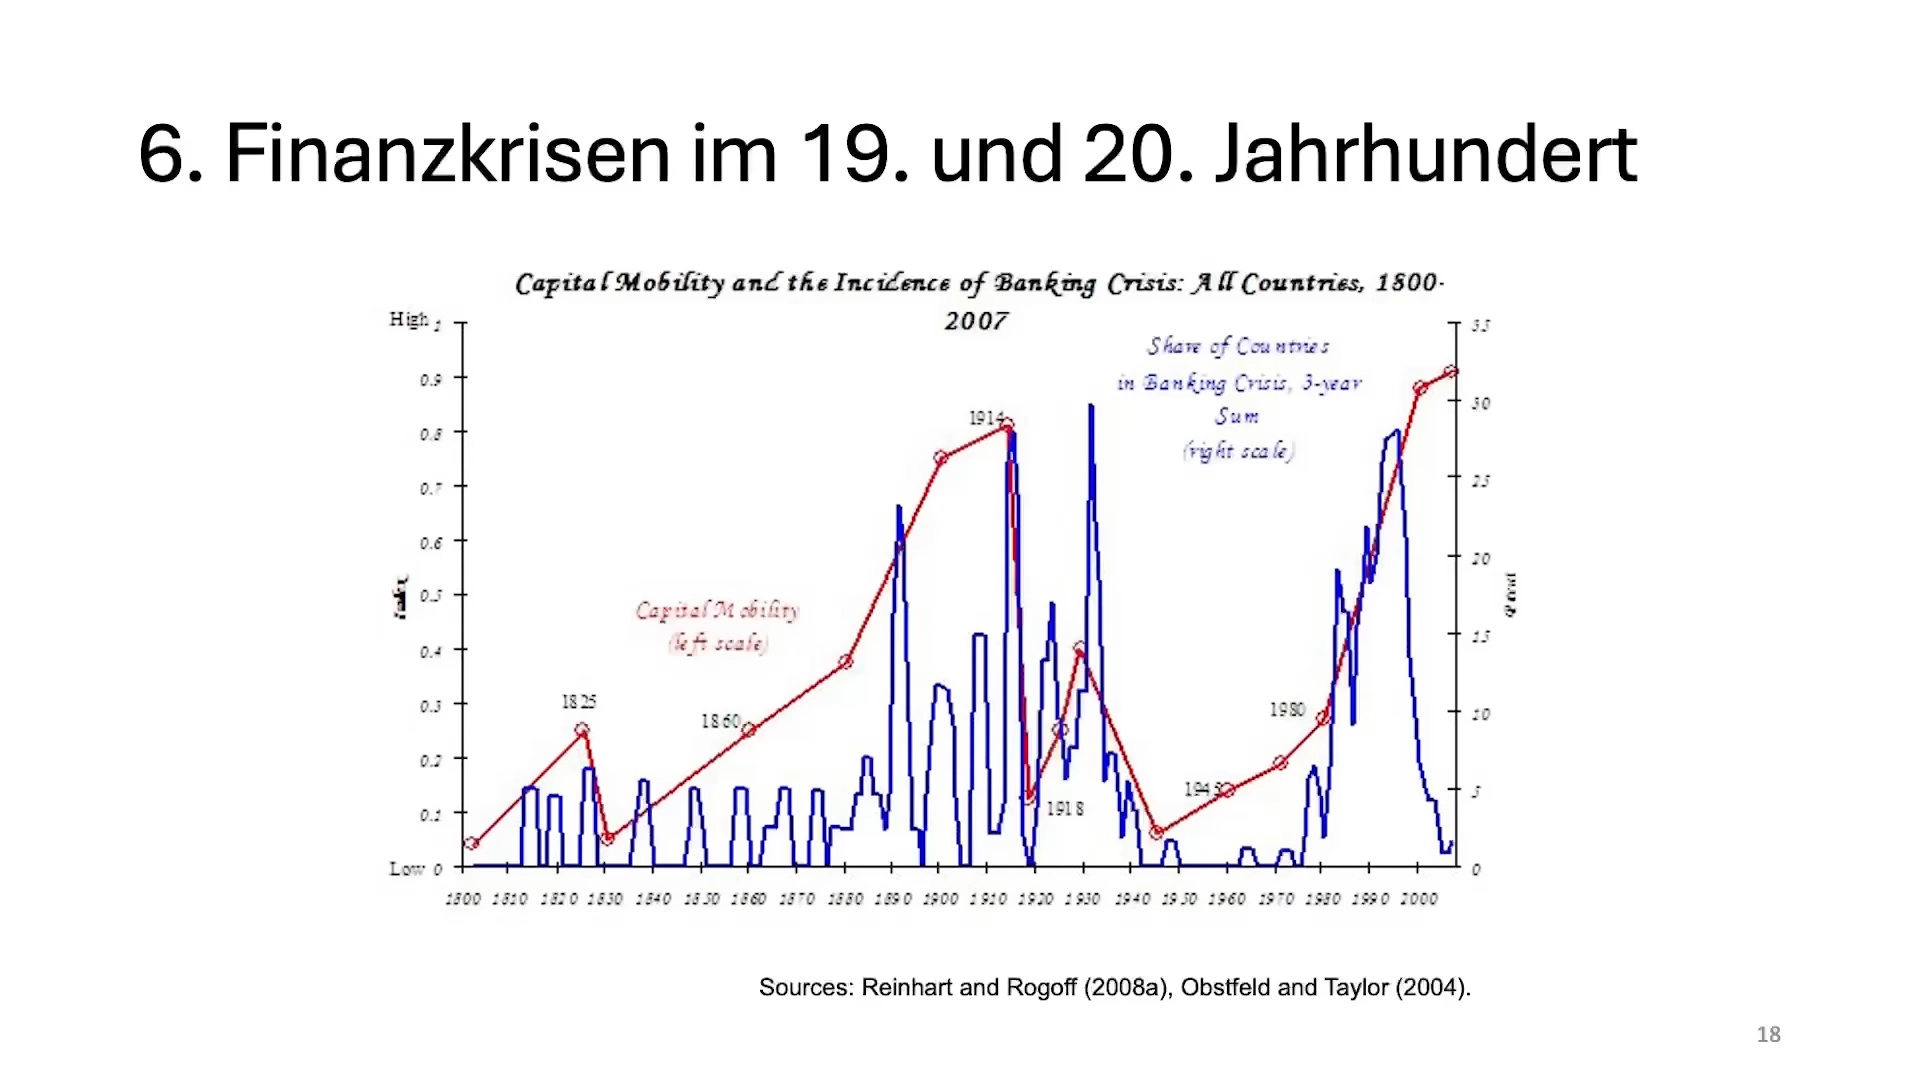 6. Finanzkrisen im 19. und 20. Jahrhundert
Capital Mobility and the Incidence of Banking Crisis: All Countries, 1800-
2007
High 1
0.9
0.8
0.7
0.6
0.5
0.4
0.3
0.2
0.1
Low 0
Index
Share of Countries
in Banking Crisis, 3-year
Sum
(right scale)
Capital Mobility
(left scale)
1825
1860
1914
1918
1945
1980
35
30
25
20
15
10
5
0
1800 1810 1820 1830 1840 1850 1860 1870 1880 1890 1900 1910 1920 1930 1940 1950 1960 1970 1980 1990 2000
Sources: Reinhart and Rogoff (2008a), Obstfeld and Taylor (2004).
18